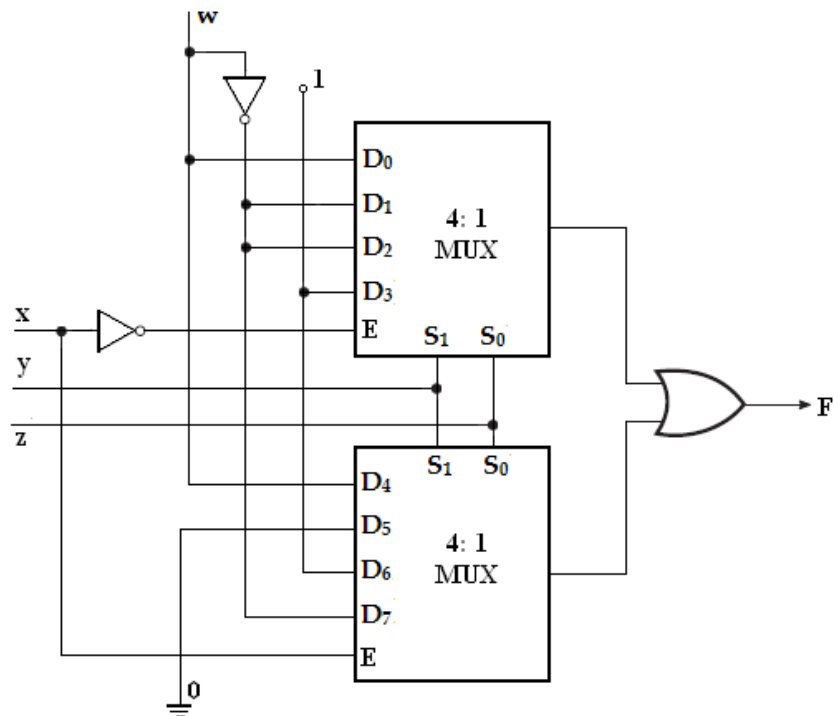 w
1
D₀
D₁
D₂
D₃
E
4: 1
MUX
S₁ S₀
x
y
z
F
S₁ S₀
D₄
D₅
D₆
D₇
E
4: 1
MUX
0